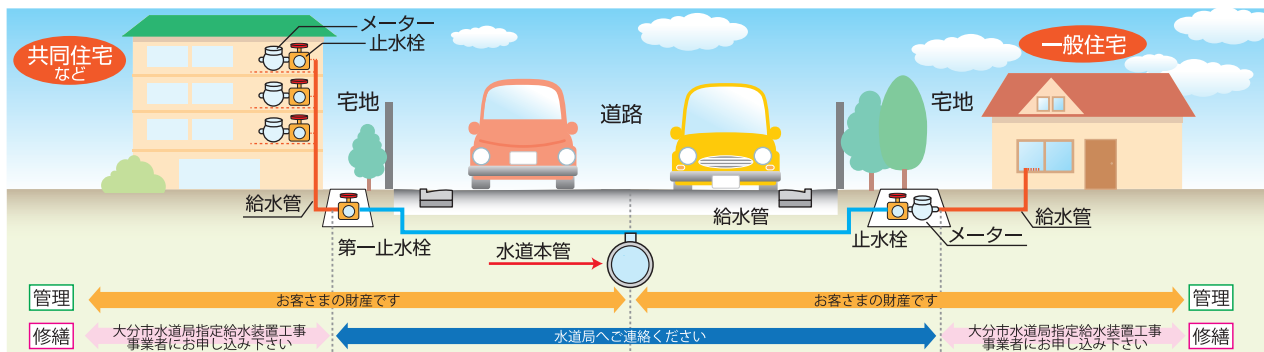 共同住宅
など
メーター
止水栓
宅地
道路
宅地
一般住宅
給水管
第一止水栓
水道本管
給水管
止水栓
メーター
給水管
管理
お客さまの財産です
お客さまの財産です
管理
修繕
大分市水道局指定給水装置工事
事業者にお申し込み下さい
水道局へご連絡ください
大分市水道局指定給水装置工事
事業者にお申し込み下さい
修繕